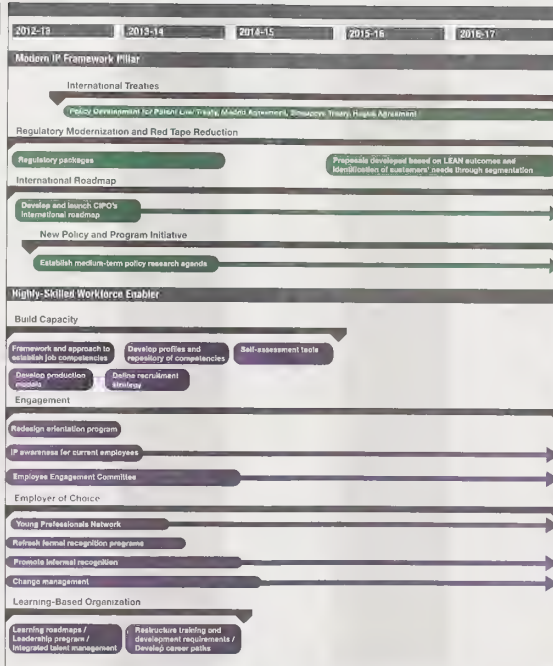 2012-13 2013-14 2014-15 2015-16 2016-17
Modern IP Framework Pillar
International Treaties
Policy Development for Patent Law Treaty, Madrid Agreement, Singapore Treaty, Hague Agreement
Regulatory Modernization and Red Tape Reduction
Regulatory packages
Proposals developed based on LEAN outcomes and
identification of customers' needs through segmentation
International Roadmap
Develop and launch CIPO's
international roadmap
New Policy and Program Initiative
Establish medium-term policy research agenda
Highly-Skilled Workforce Enabler
Build Capacity
Framework and approach to
establish job competencies
Develop profiles and
repository of competencies
Self-assessment tools
Develop production
models
Define recruitment
strategy
Engagement
Redesign orientation program
IP awareness for current employees
Employee Engagement Committee
Employer of Choice
Young Professionals Network
Refresh formal recognition programs
Promote informal recognition
Change management
Learning-Based Organization
Learning roadmaps /
Leadership program /
Integrated talent management
Restructure training and
development requirements /
Develop career paths